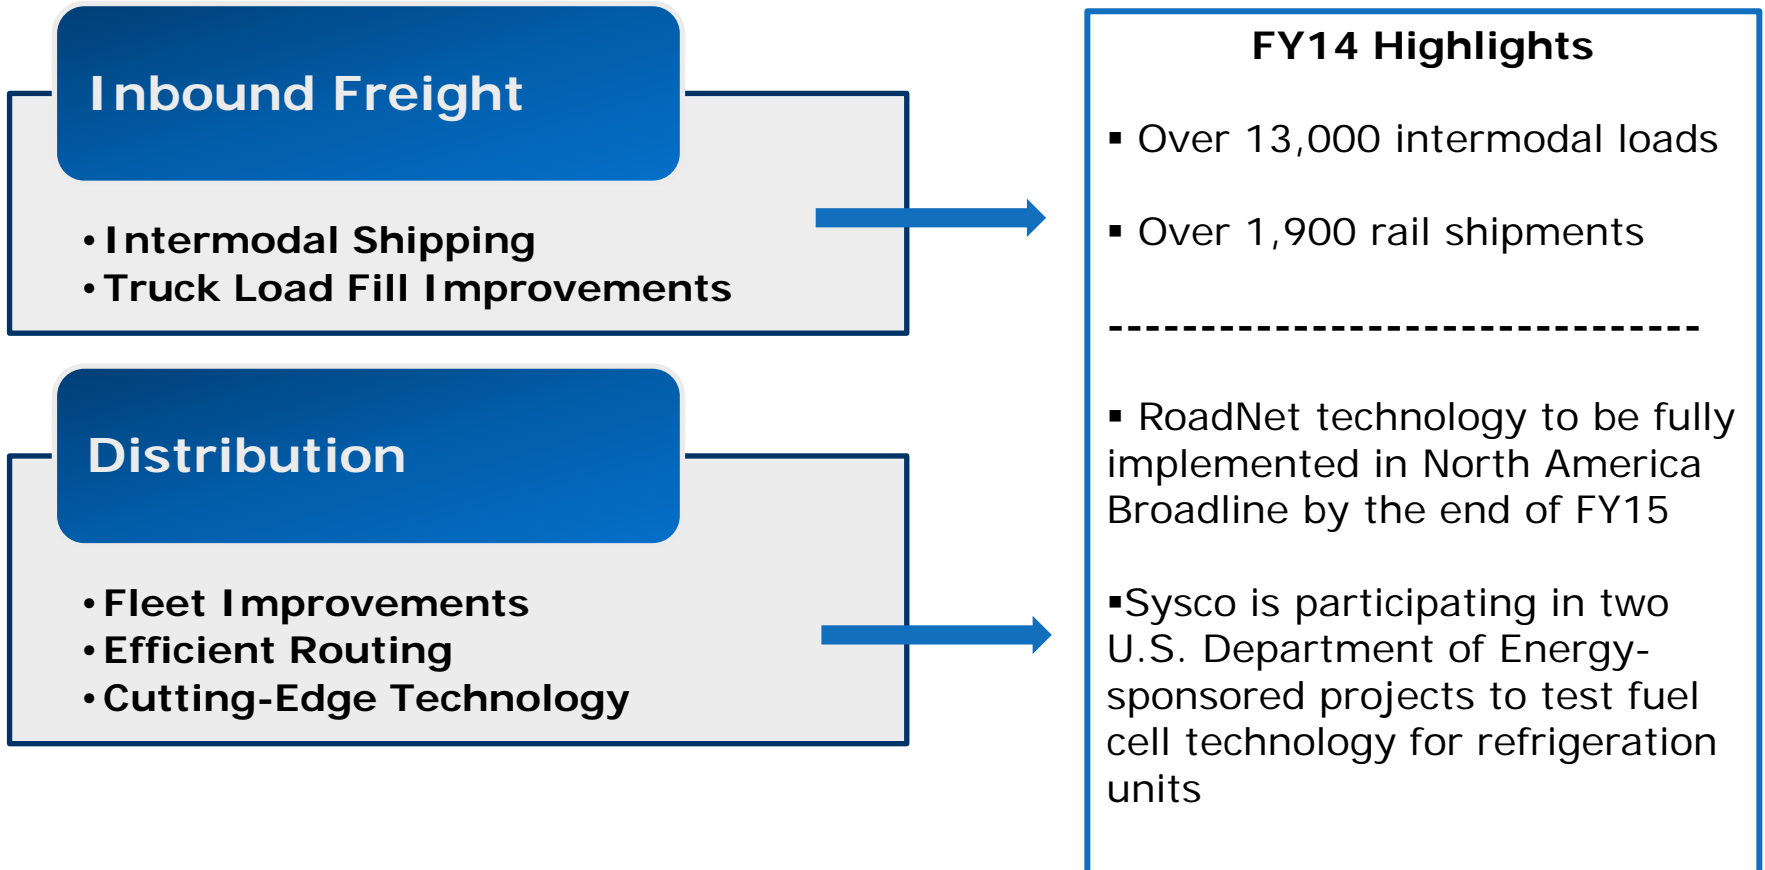 Inbound Freight
• Intermodal Shipping
• Truck Load Fill Improvements
Distribution
• Fleet Improvements
• Efficient Routing
• Cutting-Edge Technology
FY14 Highlights
▪ Over 13,000 intermodal loads
▪ Over 1,900 rail shipments
--------------------------------
▪ RoadNet technology to be fully
implemented in North America
Broadline by the end of FY15
▪Sysco is participating in two
U.S. Department of Energy-
sponsored projects to test fuel
cell technology for refrigeration
units